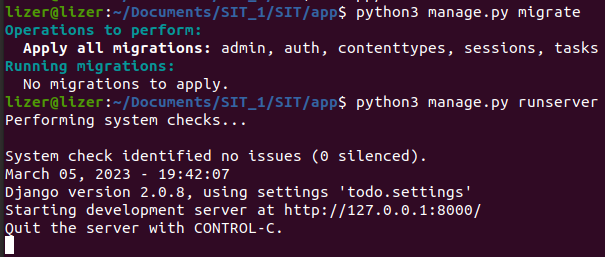 lizer@lizer:~/Documents/SIT_1/SIT/app$ python3 manage.py migrate
Operations to perform:
  Apply all migrations: admin, auth, contenttypes, sessions, tasks
Running migrations:
  No migrations to apply.
lizer@lizer:~/Documents/SIT_1/SIT/app$ python3 manage.py runserver
Performing system checks...

System check identified no issues (0 silenced).
March 05, 2023 - 19:42:07
Django version 2.0.8, using settings 'todo.settings'
Starting development server at http://127.0.0.1:8000/
Quit the server with CONTROL-C.